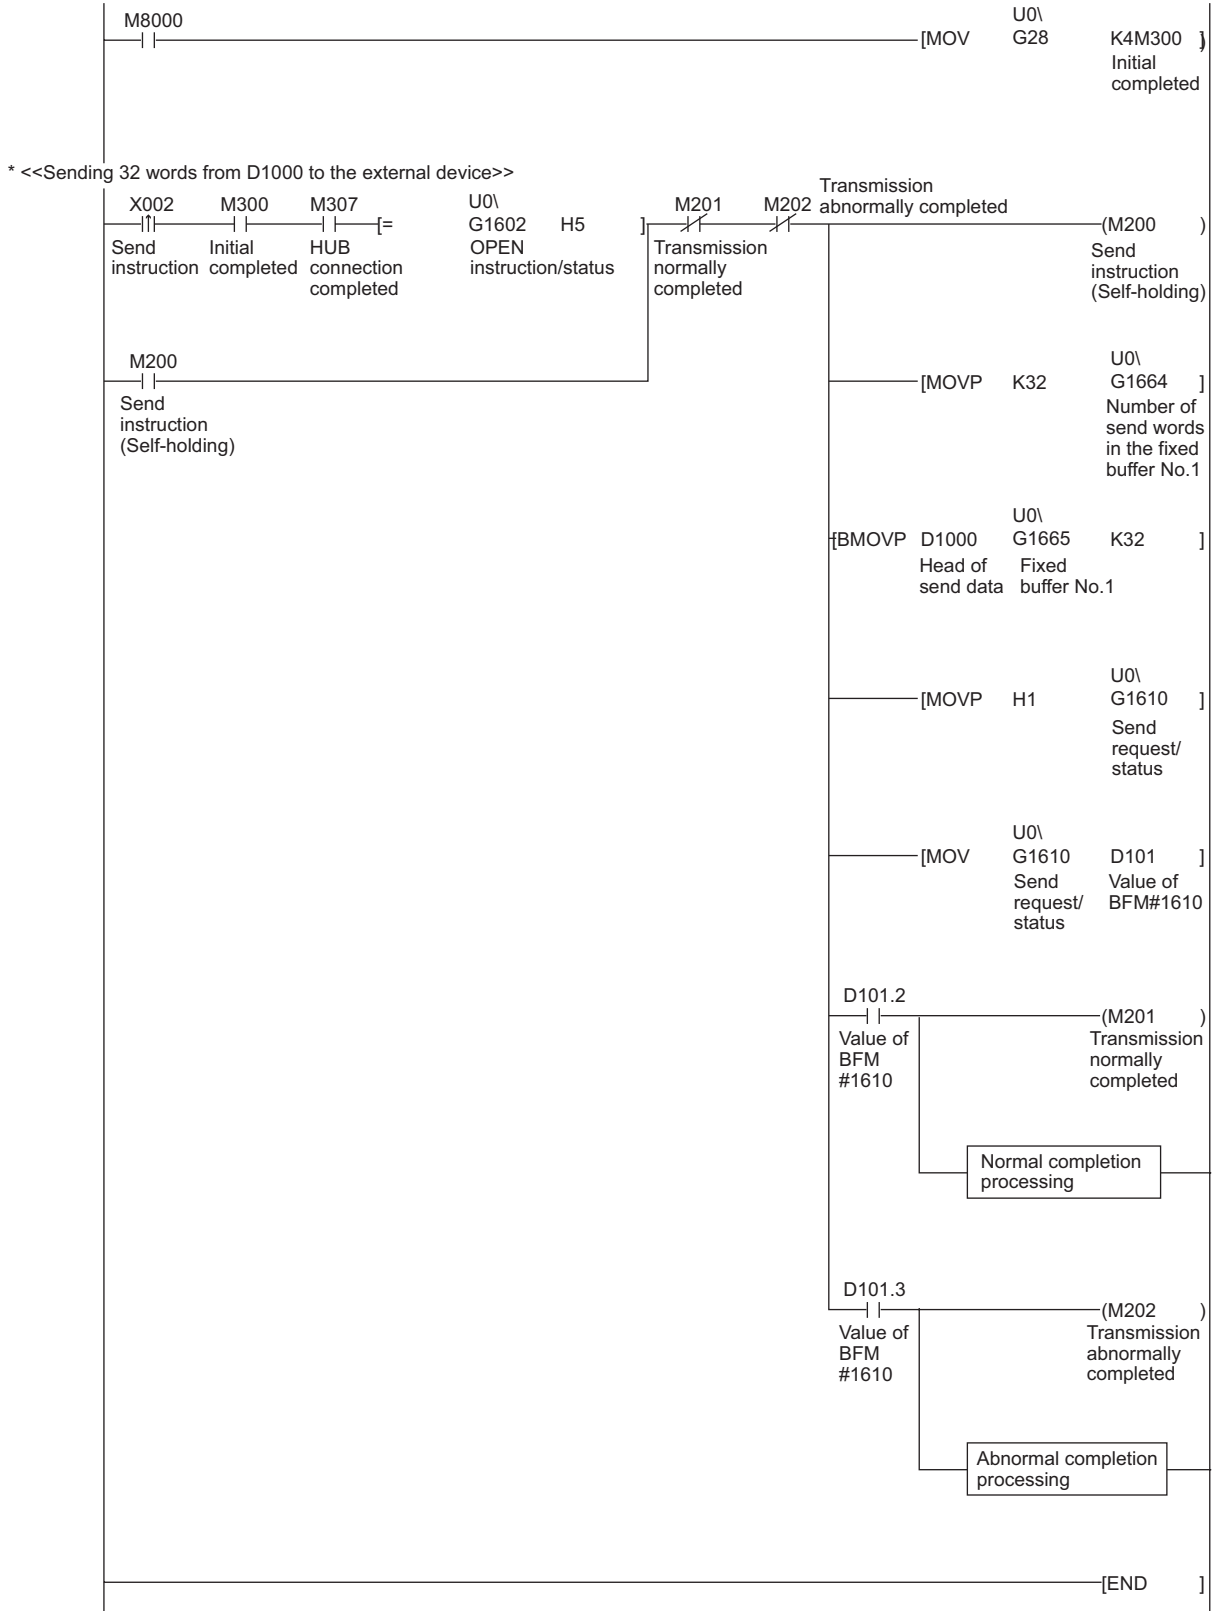 M8000
U0\
[MOV G28 K4M300 ]
Initial
completed
* <<Sending 32 words from D1000 to the external device>>
Transmission
abnormally completed
X002 M300 M307 U0\ M201 M202
[= G1602 H5 ] (M200 )
Send
instruction
Initial
completed
HUB
connection
completed
OPEN
instruction/status
Transmission
normally
completed
Send
instruction
(Self-holding)
M200
Send
instruction
(Self-holding)
U0\
[MOVP K32 G1664 ]
Number of
send words
in the fixed
buffer No.1
U0\
[BMOVP D1000 G1665 K32 ]
Head of
send data
Fixed
buffer No.1
U0\
[MOVP H1 G1610 ]
Send
request/
status
U0\
[MOV G1610 D101 ]
Send
request/
status
Value of
BFM#1610
D101.2
(M201 )
Value of
BFM
#1610
Transmission
normally
completed
Normal completion
processing
D101.3
(M202 )
Value of
BFM
#1610
Transmission
abnormally
completed
Abnormal completion
processing
[END ]